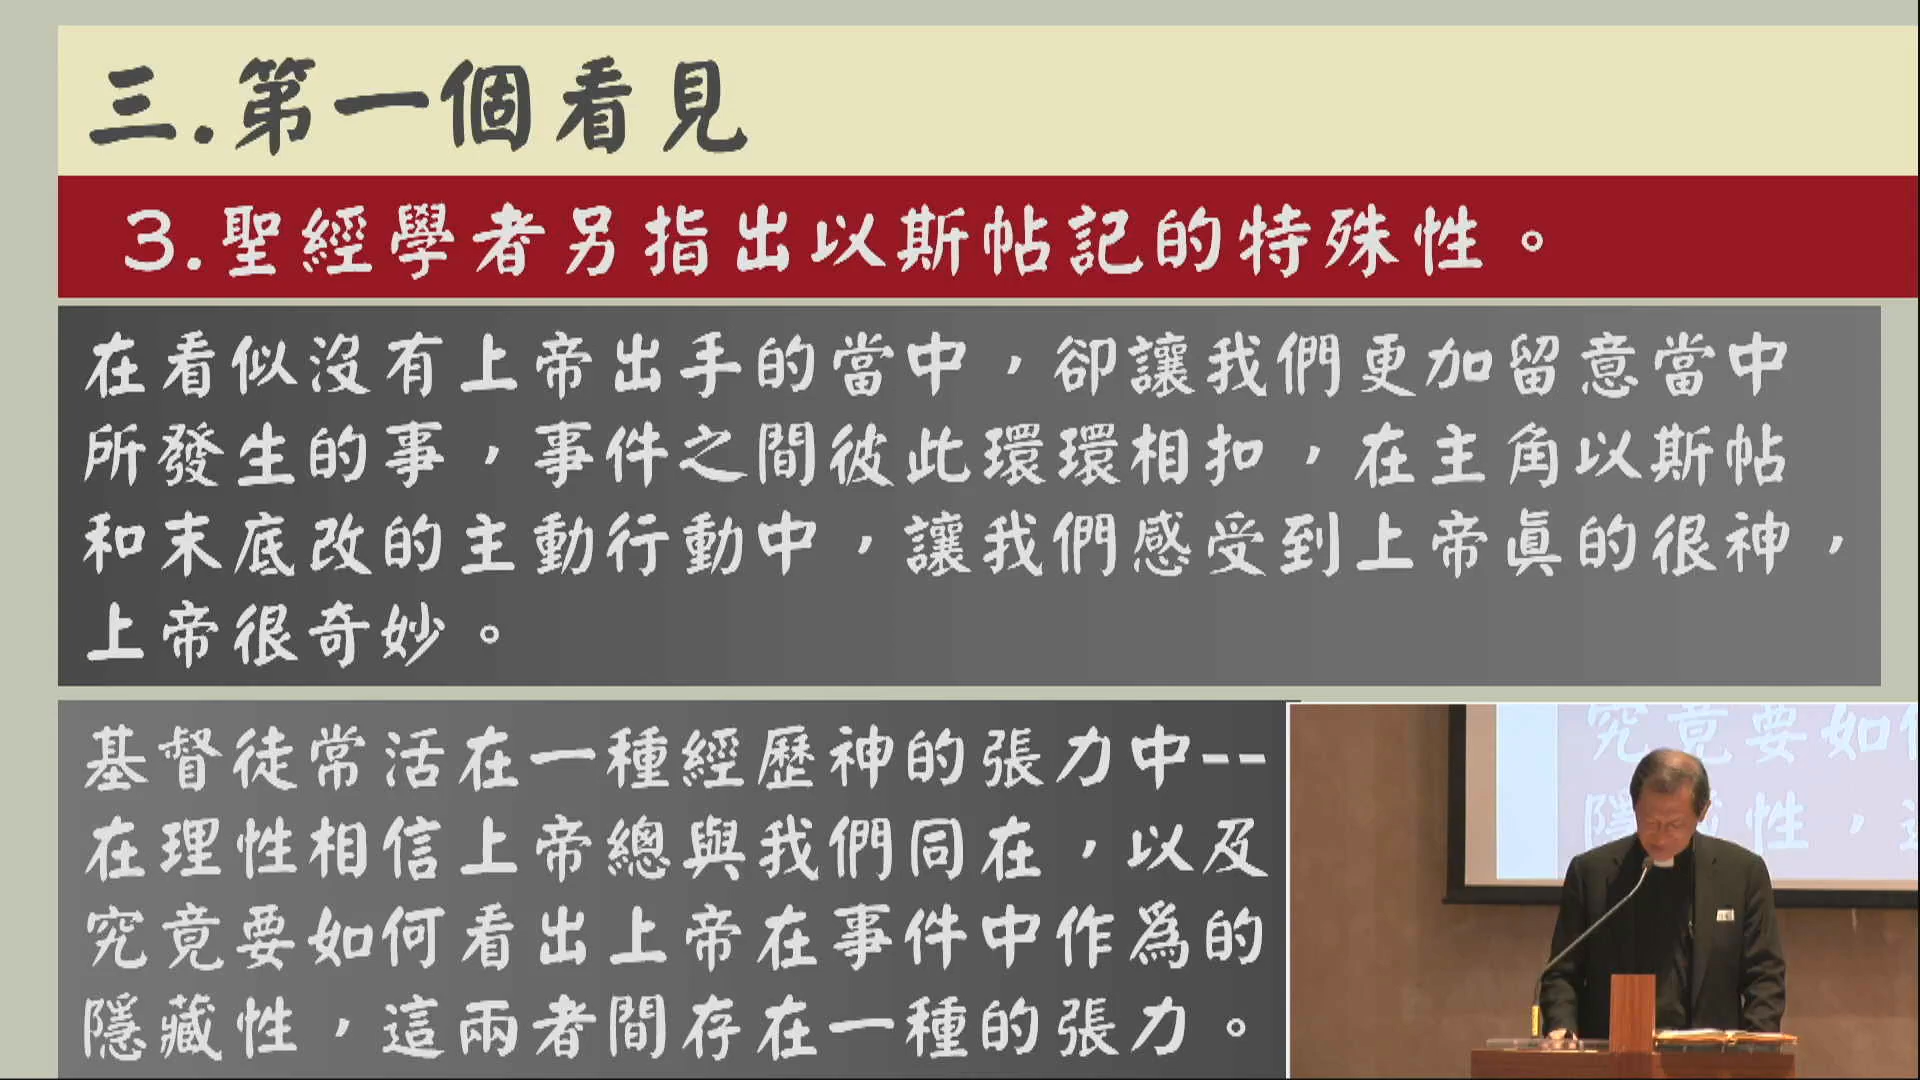 三.第一個看見
3.聖經學者另指出以斯帖記的特殊性。
在看似沒有上帝出手的當中，卻讓我們更加留意當中
所發生的事，事件之間彼此環環相扣，在主角以斯帖
和末底改的主動行動中，讓我們感受到上帝真的很神，
上帝很奇妙。
基督徒常活在一種經歷神的張力中--
在理性相信上帝總與我們同在，以及
究竟要如何看出上帝在事件中作為的
隱藏性，這兩者間存在一種的張力。
究竟要如
性，